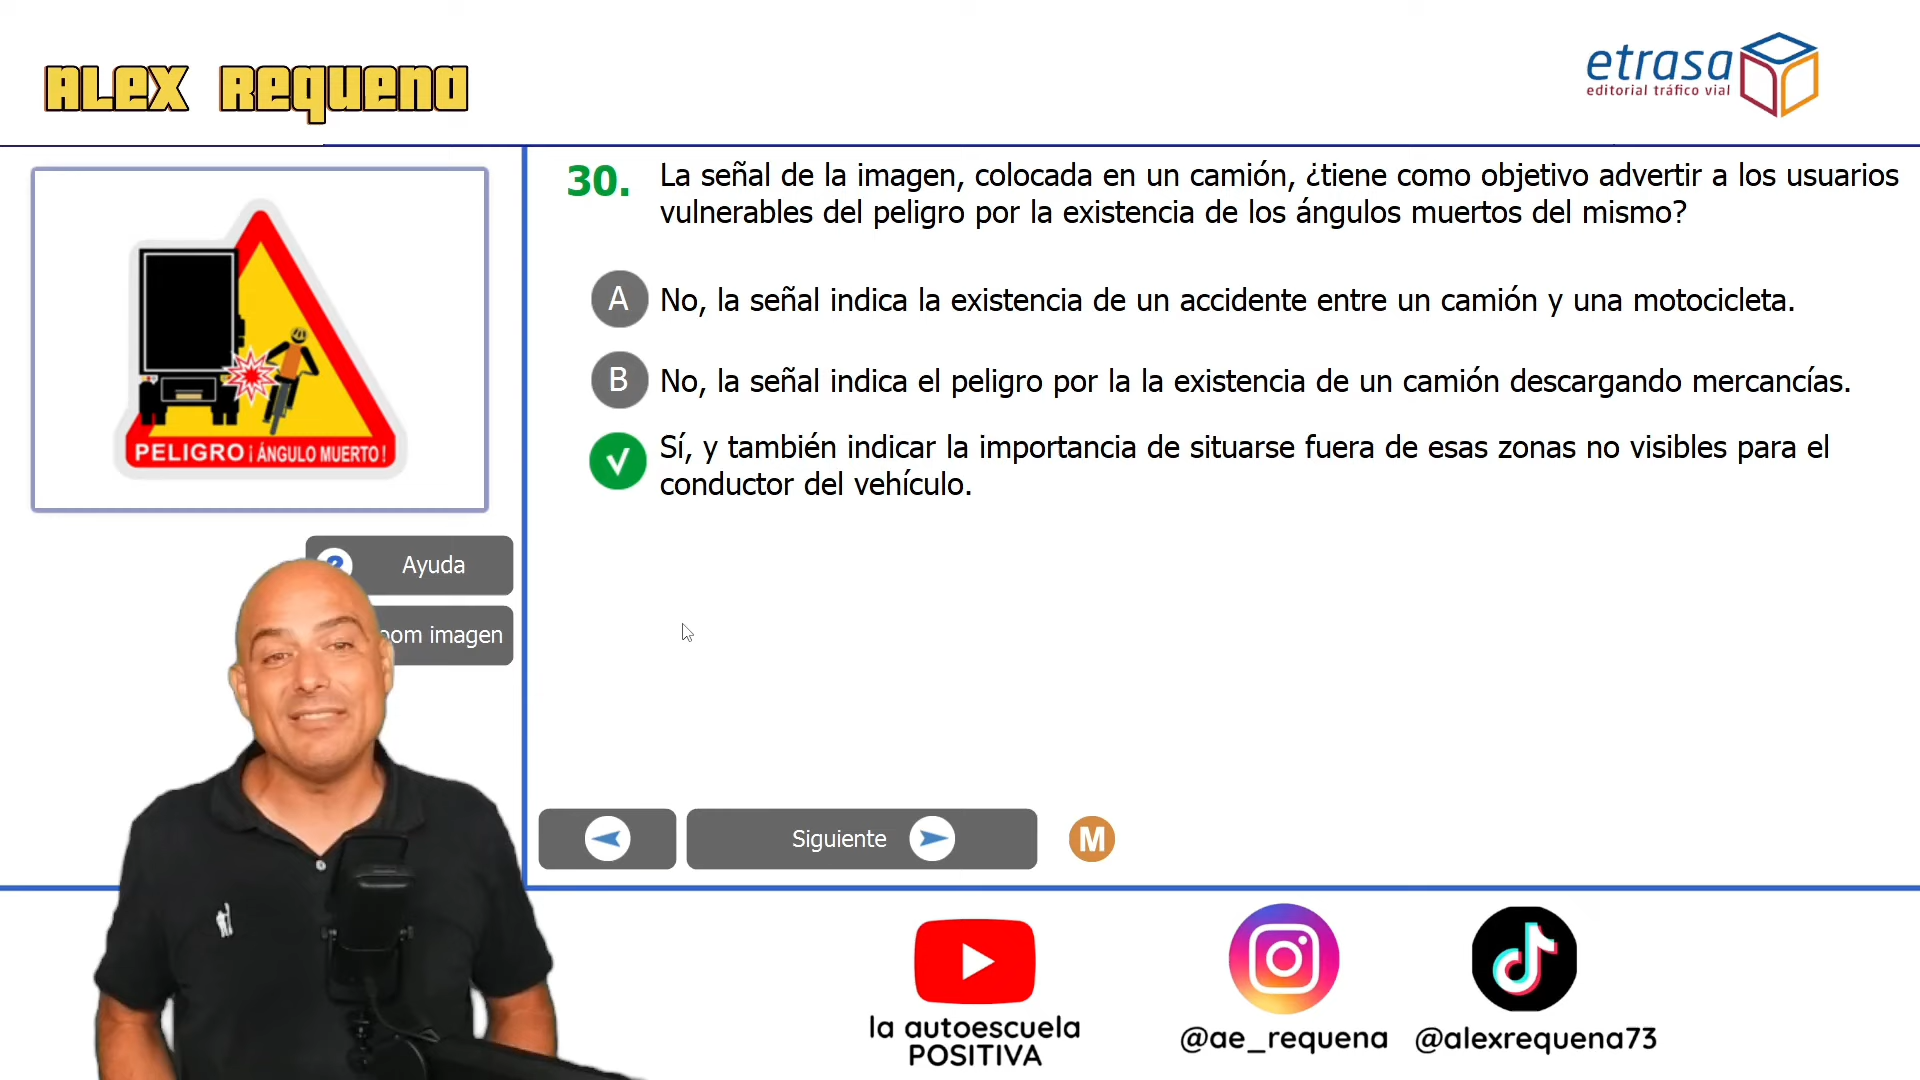 ALEX REQUENA
etrasa
editorial tráfico vial
30.
La señal de la imagen, colocada en un camión, ¿tiene como objetivo advertir a los usuarios
vulnerables del peligro por la existencia de los ángulos muertos del mismo?
A
No, la señal indica la existencia de un accidente entre un camión y una motocicleta.
B
No, la señal indica el peligro por la la existencia de un camión descargando mercancías.
Sí, y también indicar la importancia de situarse fuera de esas zonas no visibles para el
conductor del vehículo.
PELIGRO ¡ÁNGULO MUERTO!
Ayuda
oom imagen
Siguiente
M
la autoescuela
POSITIVA
@ae_requena
@alexrequena73